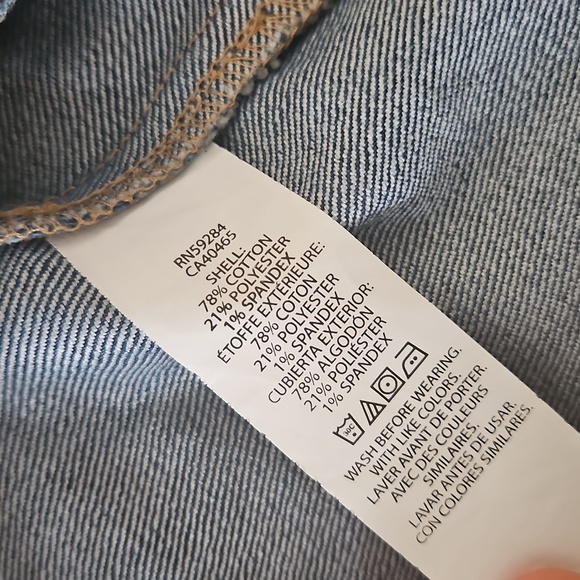 RN59284
CA40465
SHELL:
78% COTTON
21% POLYESTER
1% SPANDEX
ÉTOFFE EXTÉRIEURE:
78% COTON
21% POLYESTER
1% SPANDEX
CUBIERTA EXTERIOR:
78% ALGODON
21% POLIÉSTER
1% SPANDEX
WASH BEFORE WEARING.
WITH LIKE COLORS.
LAVER AVANT DE PORTER.
AVEC DES COULEURS
SIMILAIRES.
LAVAR ANTES DE USAR.
CON COLORES SIMILARES.